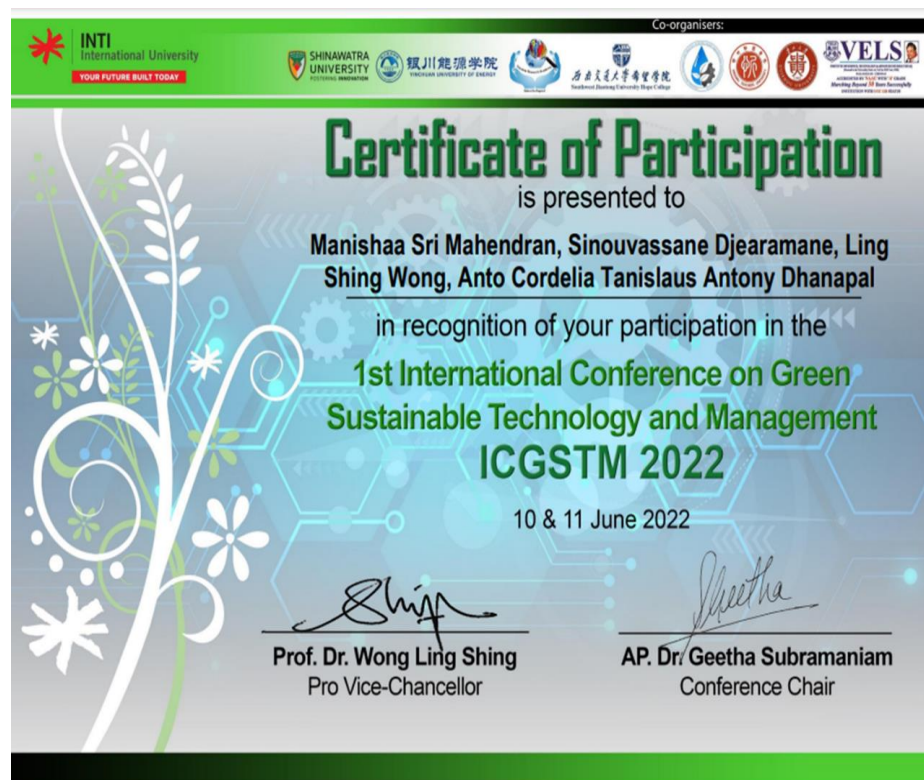 Co-organisers:
INTI
International University
YOUR FUTURE BUILT TODAY
SHINAWATRA
UNIVERSITY
FOSTERING INNOVATION
银川能源学院
YINCHUAN UNIVERSITY OF ENERGY
西南交通大学希望学院
Southwest Jiaotong University Hope College
VELS
Certificate of Participation
is presented to
Manishaa Sri Mahendran, Sinouvassane Djearamane, Ling
Shing Wong, Anto Cordelia Tanislaus Antony Dhanapal
in recognition of your participation in the
1st International Conference on Green
Sustainable Technology and Management
ICGSTM 2022
10 & 11 June 2022
Prof. Dr. Wong Ling Shing
Pro Vice-Chancellor
AP. Dr. Geetha Subramaniam
Conference Chair